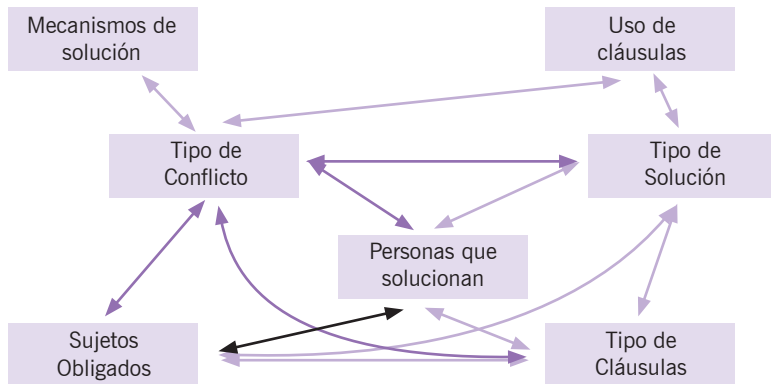 Mecanismos de
solución
Uso de
cláusulas
Tipo de
Conflicto
Tipo de
Solución
Personas que
solucionan
Sujetos
Obligados
Tipo de
Cláusulas